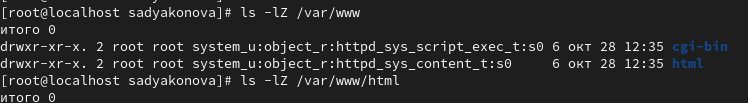 [root@localhost sadyakonova]# ls -lZ /var/www
итого 0
drwxr-xr-x. 2 root root system_u:object_r:httpd_sys_script_exec_t:s0 6 окт 28 12:35 cgi-bin
drwxr-xr-x. 2 root root system_u:object_r:httpd_sys_content_t:s0     6 окт 28 12:35 html
[root@localhost sadyakonova]# ls -lZ /var/www/html
итого 0